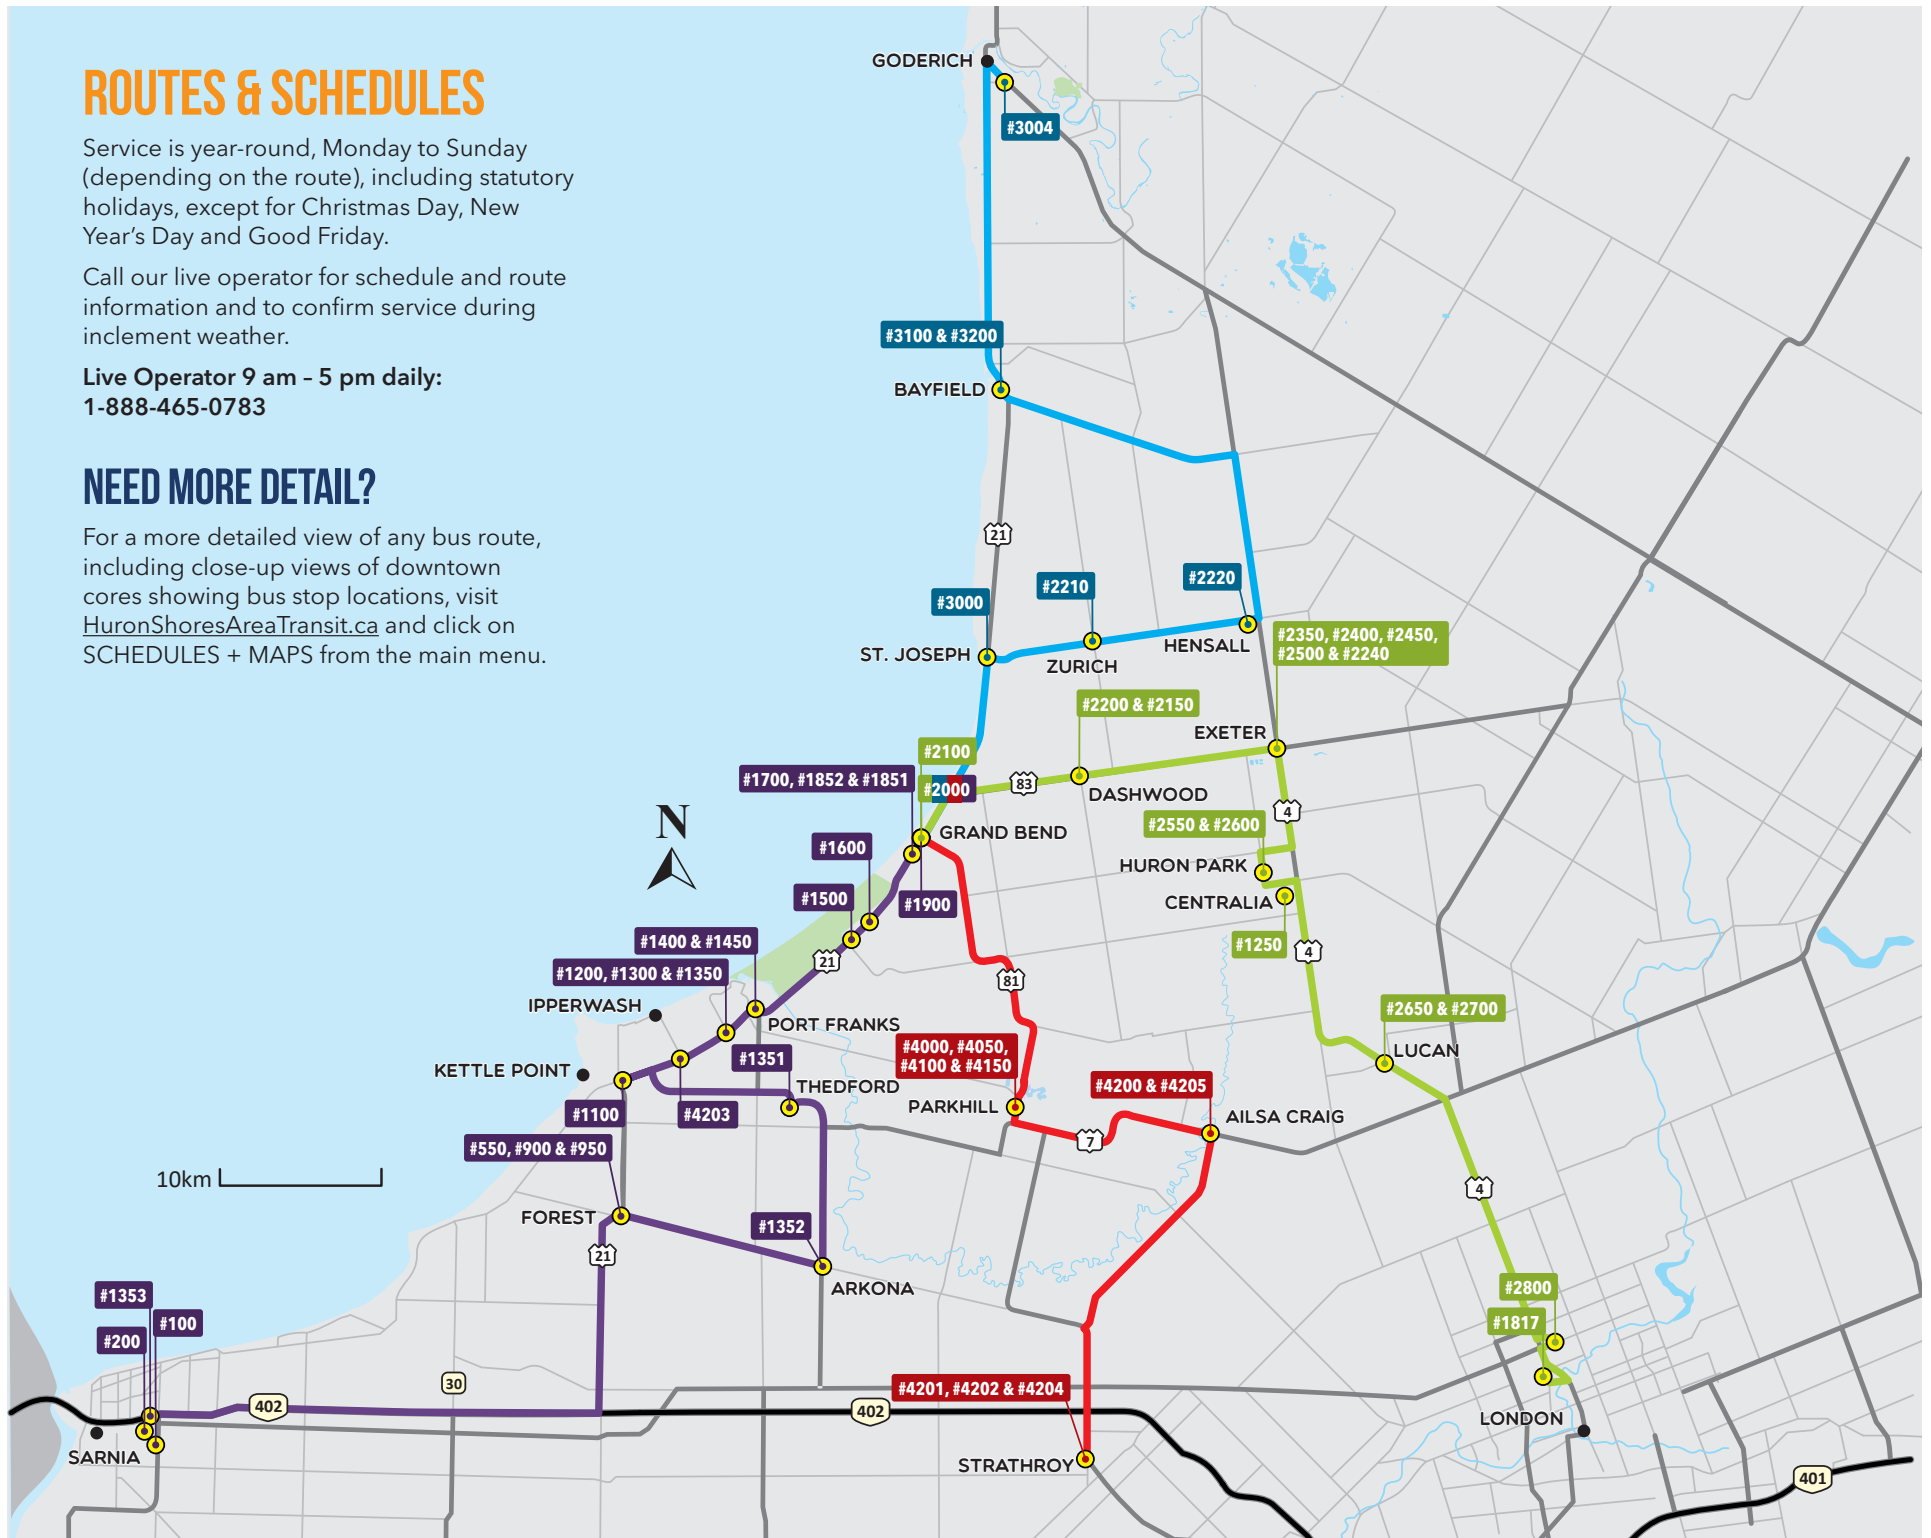 ROUTES & SCHEDULES
Service is year-round, Monday to Sunday
(depending on the route), including statutory
holidays, except for Christmas Day, New
Year's Day and Good Friday.
Call our live operator for schedule and route
information and to confirm service during
inclement weather.
Live Operator 9 am – 5 pm daily:
1-888-465-0783
NEED MORE DETAIL?
For a more detailed view of any bus route,
including close-up views of downtown
cores showing bus stop locations, visit
HuronShoresAreaTransit.ca and click on
SCHEDULES + MAPS from the main menu.
GODERICH
#3004
#3100 & #3200
BAYFIELD
21
#2220
#2210
#3000
#2350, #2400, #2450,
#2500 & #2240
HENSALL
ST. JOSEPH
ZURICH
#2200 & #2150
EXETER
#2100
#1700, #1852 & #1851
83
#2000
DASHWOOD
4
N
#2550 & #2600
GRAND BEND
#1600
HURON PARK
#1500
#1900
CENTRALIA
#1400 & #1450
#1250
4
21
#1200, #1300 & #1350
81
IPPERWASH
#2650 & #2700
PORT FRANKS
#4000, #4050,
#4100 & #4150
LUCAN
#1351
KETTLE POINT
THEDFORD
#4200 & #4205
PARKHILL
#1100
#4203
AILSA CRAIG
7
#550, #900 & #950
10km
4
FOREST
#1352
21
ARKONA
#2800
#1353
#100
#1817
#200
30
#4201, #4202 & #4204
402
402
LONDON
SARNIA
STRATHROY
401